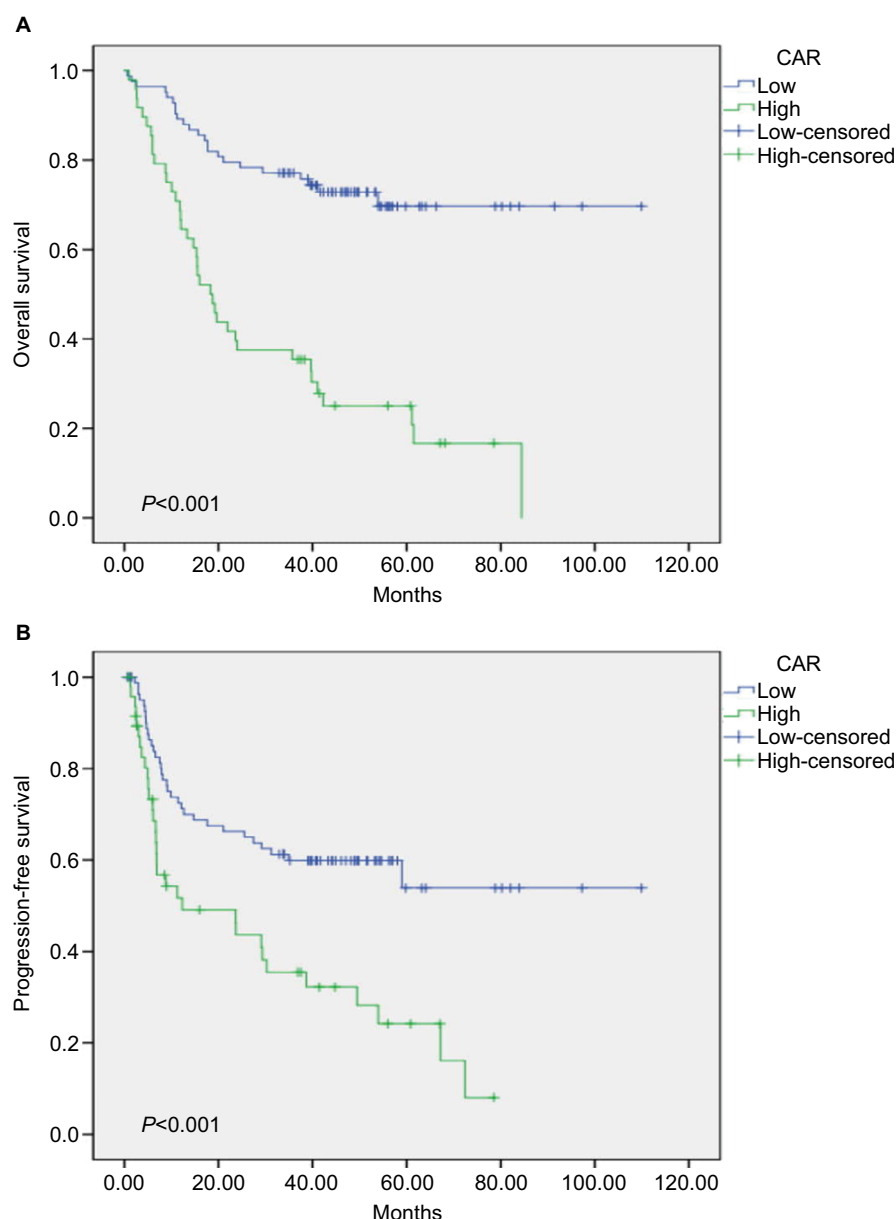 A
CAR
Low
High
Low-censored
High-censored
1.0
0.8
0.6
0.4
0.2
0.0
Overall survival
P<0.001
0.00 20.00 40.00 60.00 80.00 100.00 120.00
Months
B
CAR
Low
High
Low-censored
High-censored
1.0
0.8
0.6
0.4
0.2
0.0
Progression-free survival
P<0.001
0.00 20.00 40.00 60.00 80.00 100.00 120.00
Months